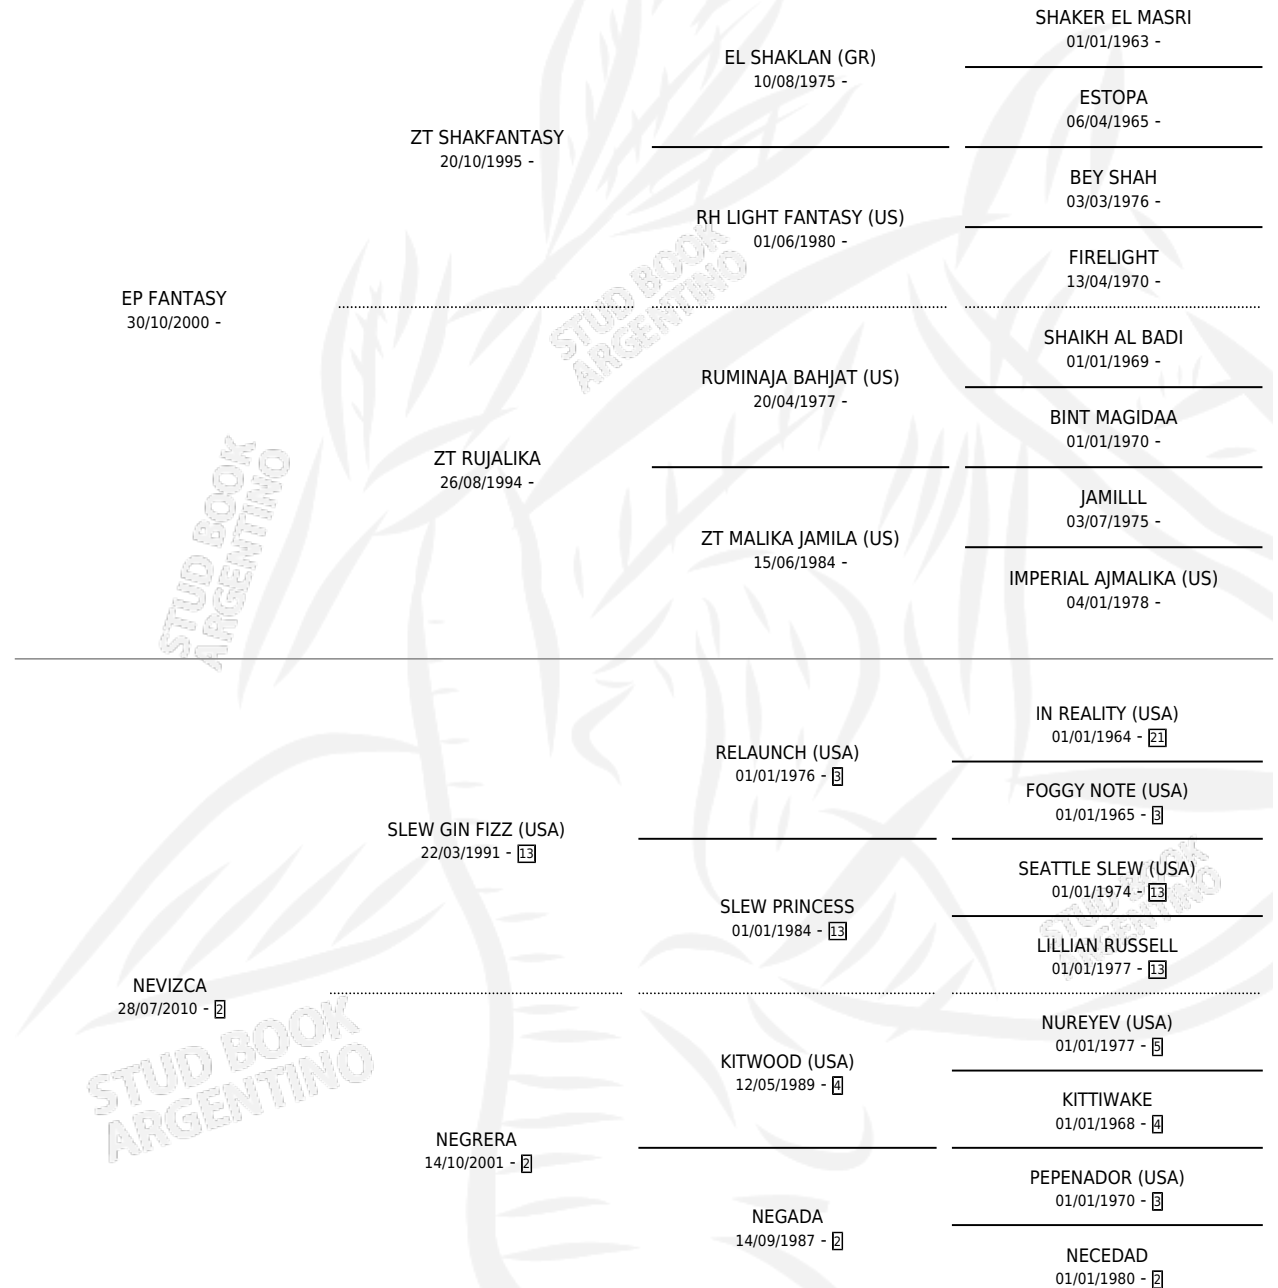 SHAKER EL MASRI
01/01/1963 -
EL SHAKLAN (GR)
10/08/1975 -
ESTOPA
06/04/1965 -
ZT SHAKFANTASY
20/10/1995 -
BEY SHAH
03/03/1976 -
RH LIGHT FANTASY (US)
01/06/1980 -
FIRELIGHT
13/04/1970 -
EP FANTASY
30/10/2000 -
SHAIKH AL BADI
01/01/1969 -
RUMINAJA BAHJAT (US)
20/04/1977 -
BINT MAGIDAA
01/01/1970 -
ZT RUJALIKA
26/08/1994 -
JAMILLL
03/07/1975 -
ZT MALIKA JAMILA (US)
15/06/1984 -
IMPERIAL AJMALIKA (US)
04/01/1978 -
IN REALITY (USA)
01/01/1964 - 21
RELAUNCH (USA)
01/01/1976 - 3
FOGGY NOTE (USA)
01/01/1965 - 3
SLEW GIN FIZZ (USA)
22/03/1991 - 13
SEATTLE SLEW (USA)
01/01/1974 - 13
SLEW PRINCESS
01/01/1984 - 13
LILLIAN RUSSELL
01/01/1977 - 13
NEVIZCA
28/07/2010 - 2
NUREYEV (USA)
01/01/1977 - 5
KITWOOD (USA)
12/05/1989 - 4
KITTIWAKE
01/01/1968 - 4
NEGRERA
14/10/2001 - 2
PEPENADOR (USA)
01/01/1970 - 3
NEGADA
14/09/1987 - 2
NECEDAD
01/01/1980 - 2
STUD BOOK
ARGENTINO
STUD BOOK
ARGENTINO
STUD BOOK
ARGENTINO
STUD BOOK
ARGENTINO